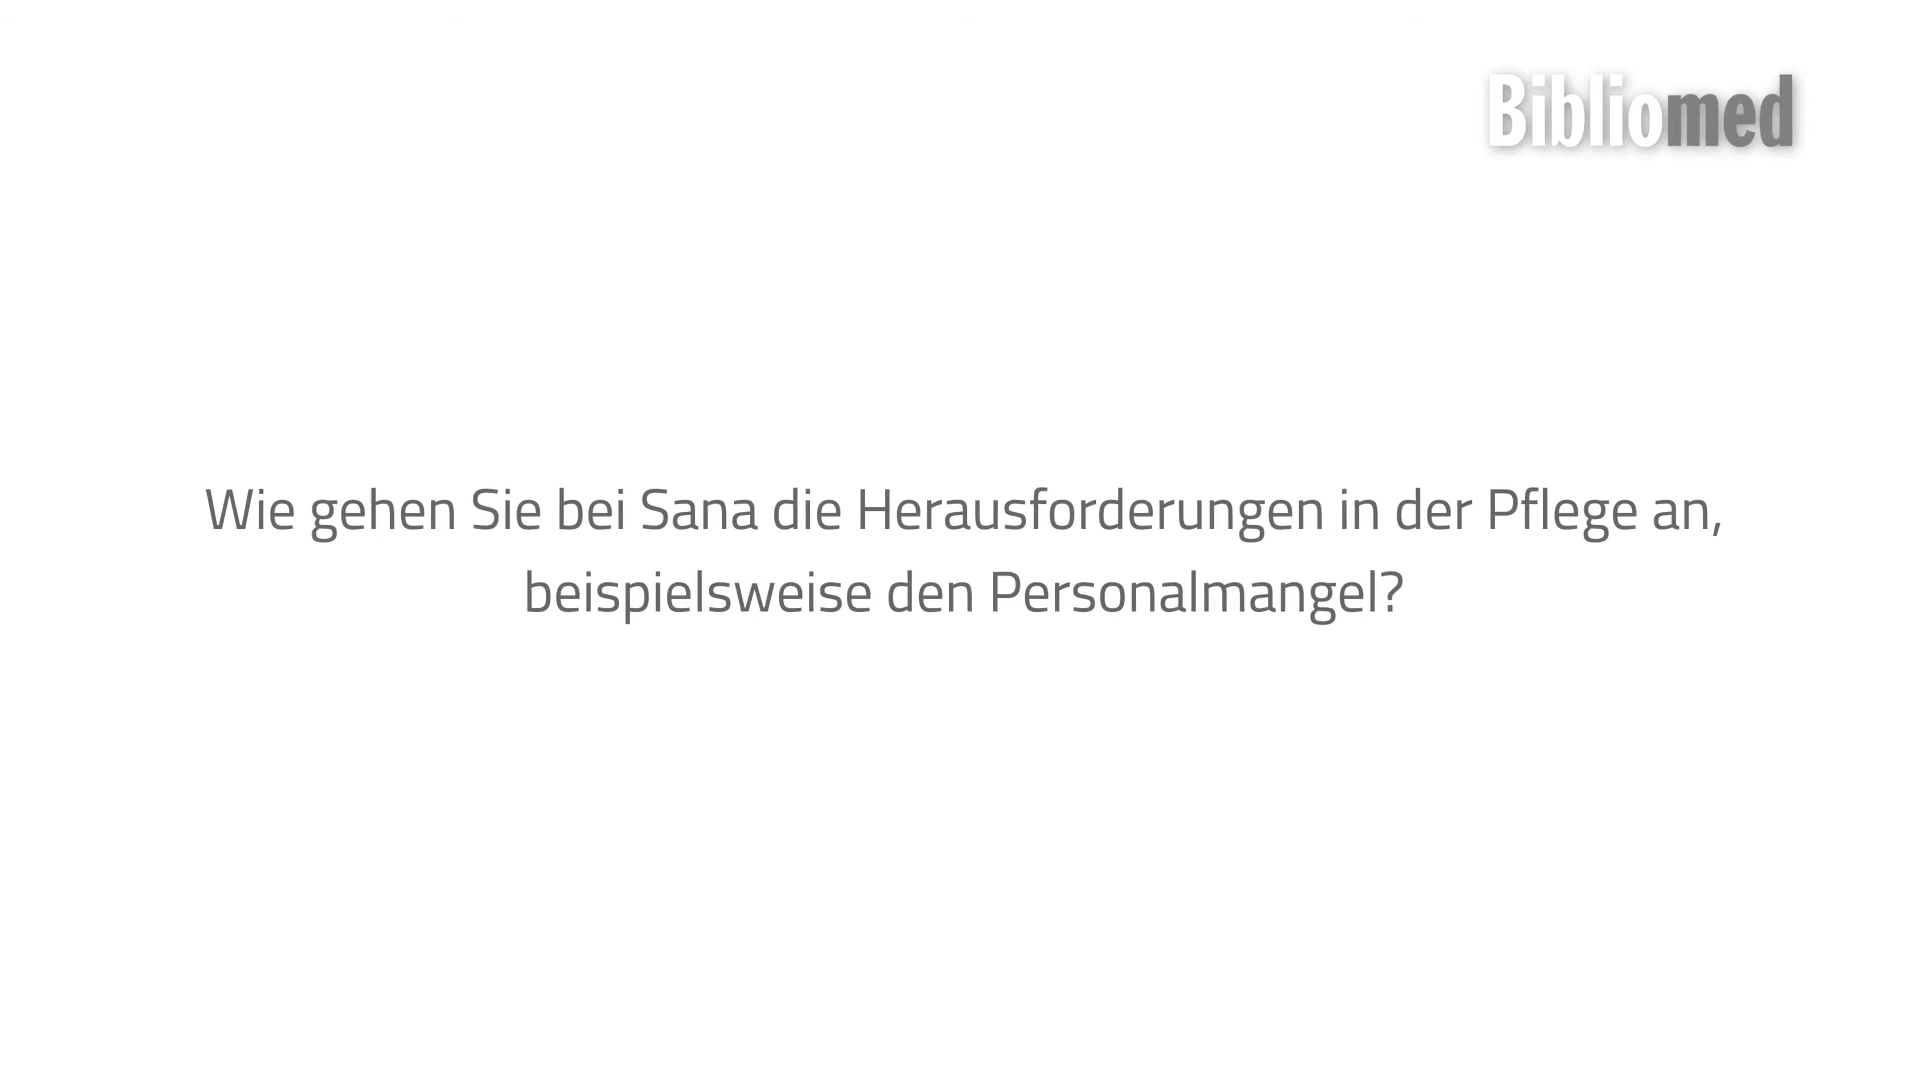 Bibliomed
Wie gehen Sie bei Sana die Herausforderungen in der Pflege an,
beispielsweise den Personalmangel?